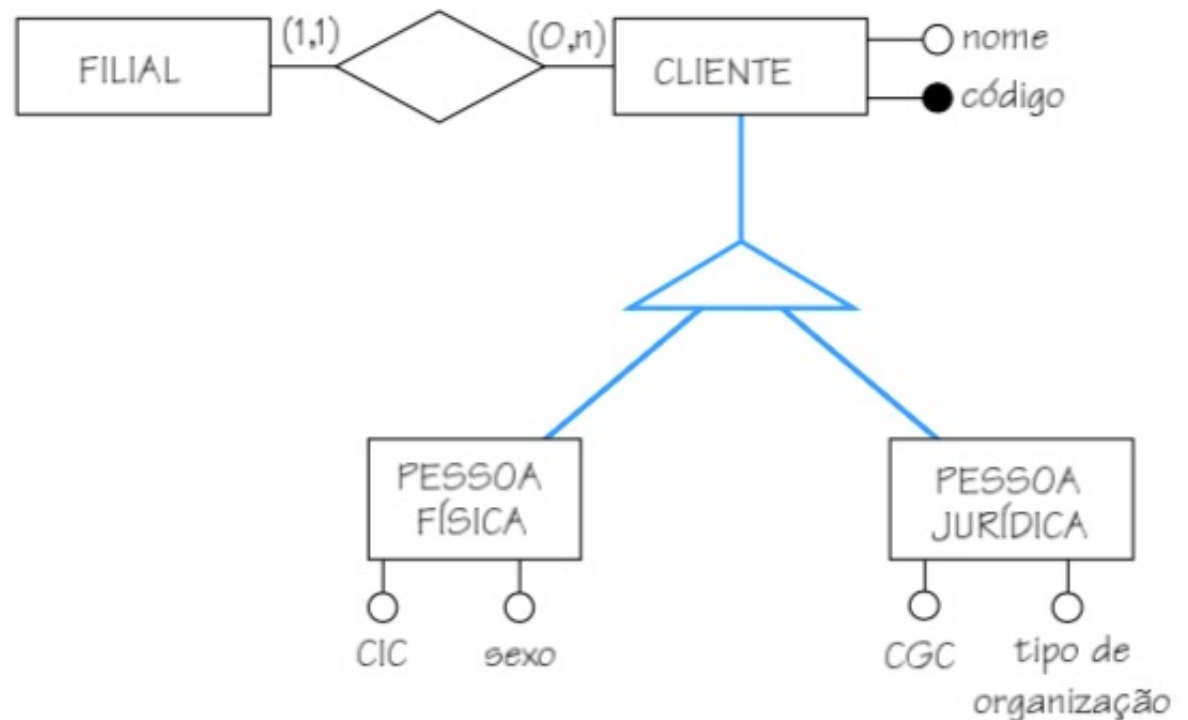 FILIAL
(1,1)
(0,n)
CLIENTE
nome
código
PESSOA
FÍSICA
PESSOA
JURÍDICA
CIC
sexo
CGC
tipo de
organização